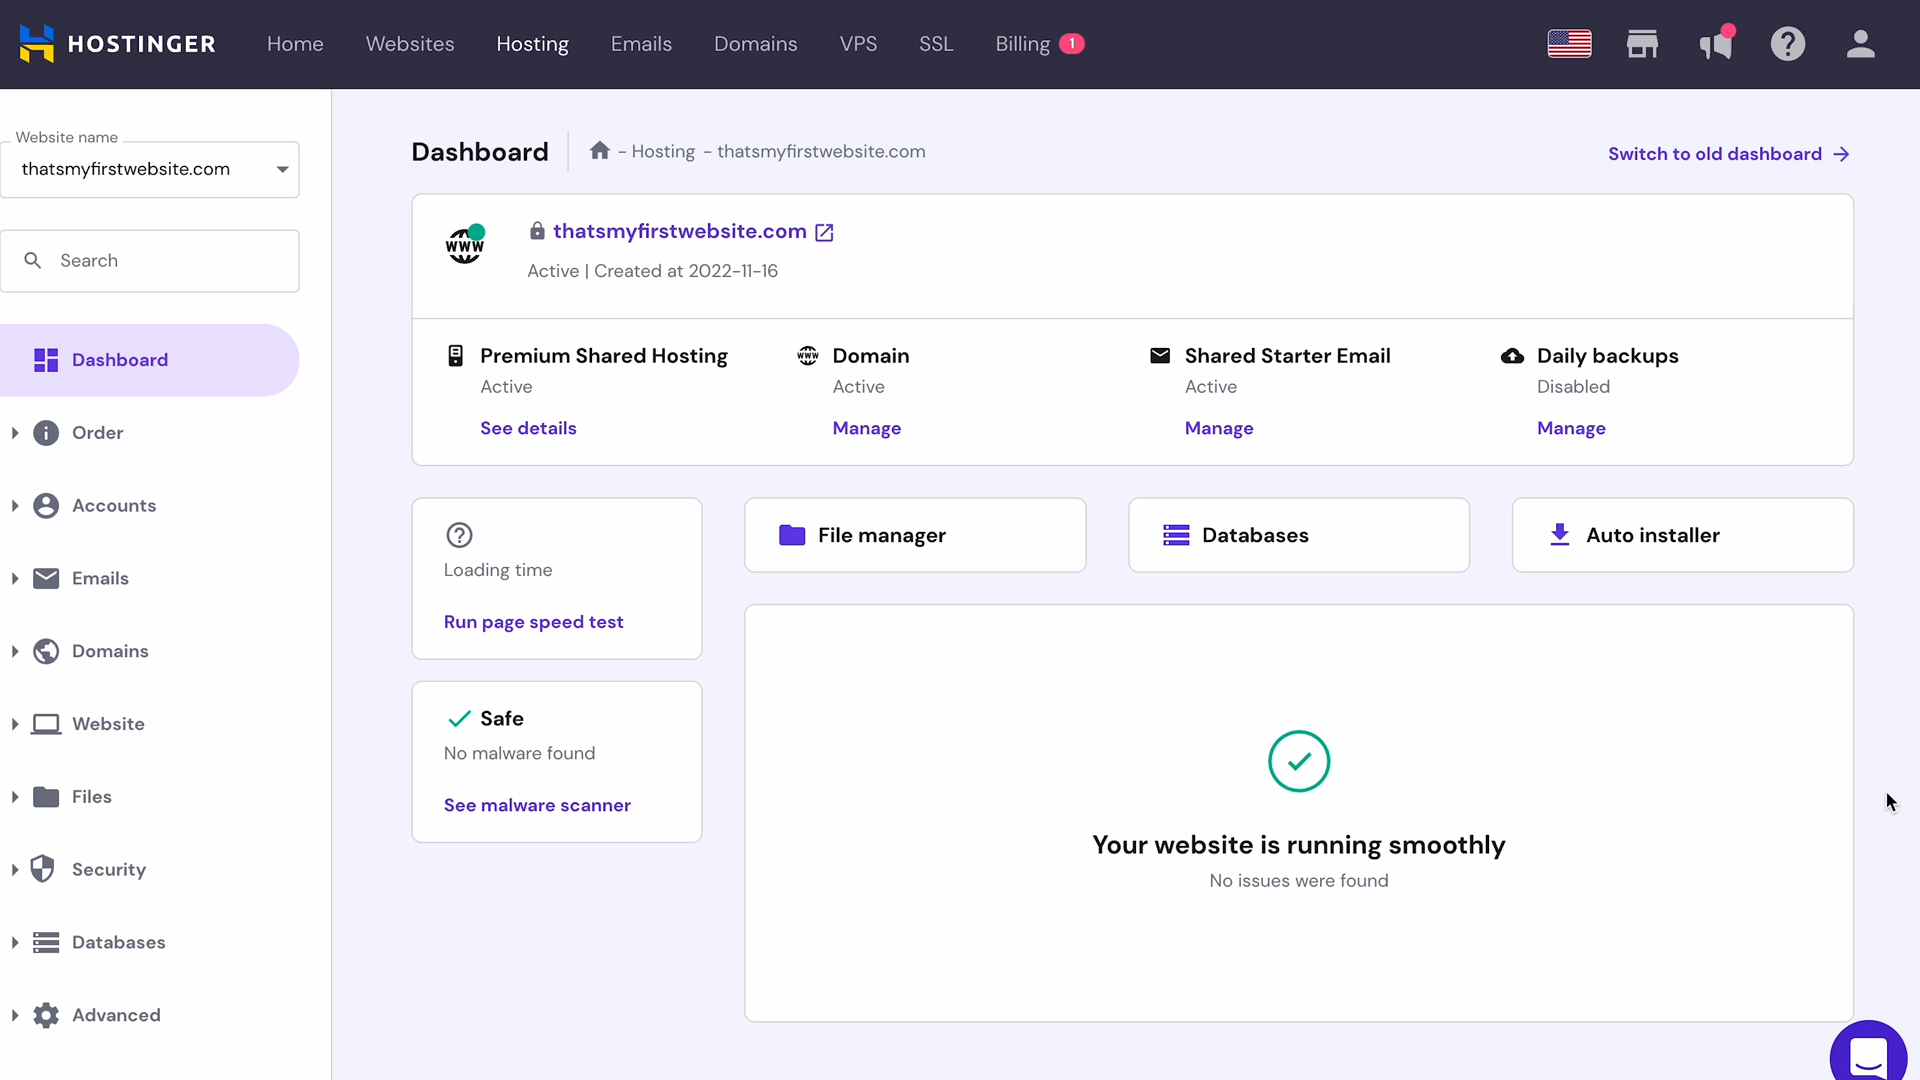 HOSTINGER
Home
Websites
Hosting
Emails
Domains
VPS
SSL
Billing 1
Website name
thatsmyfirstwebsite.com
Search
Dashboard
Order
Accounts
Emails
Domains
Website
Files
Security
Databases
Advanced
Dashboard
- Hosting - thatsmyfirstwebsite.com
Switch to old dashboard
www
thatsmyfirstwebsite.com
Active | Created at 2022-11-16
Premium Shared Hosting
Active
See details
www
Domain
Active
Manage
Shared Starter Email
Active
Manage
Daily backups
Disabled
Manage
Loading time
Run page speed test
File manager
Databases
Auto installer
Safe
No malware found
See malware scanner
Your website is running smoothly
No issues were found